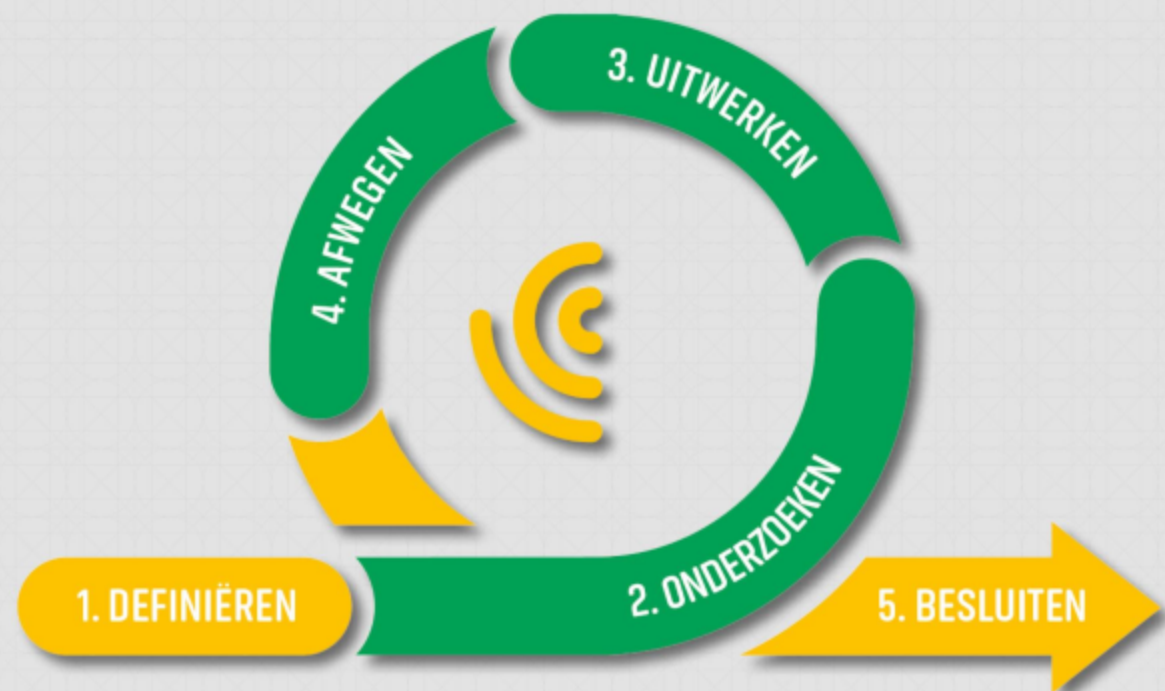 1. DEFINIËREN
2. ONDERZOEKEN
3. UITWERKEN
4. AFWEGEN
5. BESLUITEN